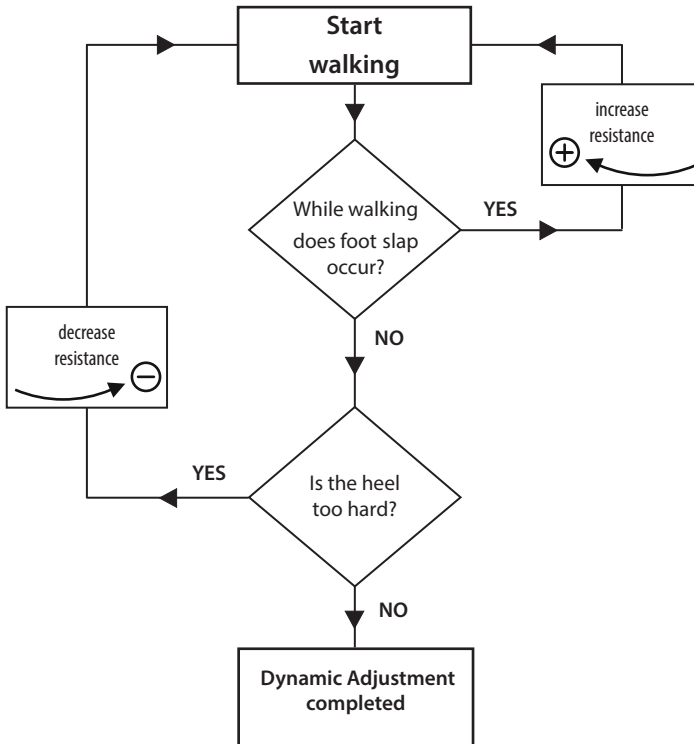 Start
walking
increase
resistance
While walking
does foot slap
occur?
YES
NO
decrease
resistance
Is the heel
too hard?
YES
NO
Dynamic Adjustment
completed